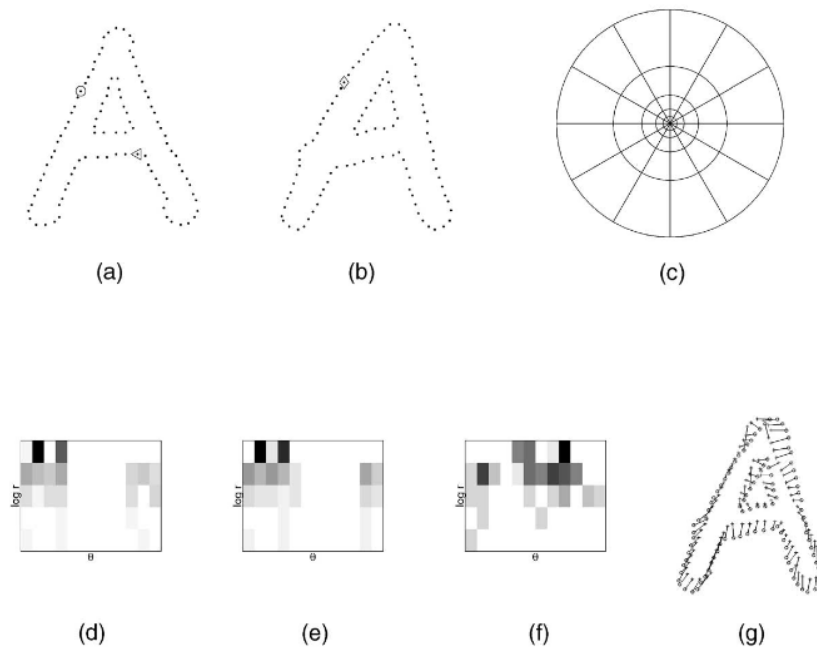 (a) (b) (c)
log r log r log r
θ θ θ
(d) (e) (f) (g)